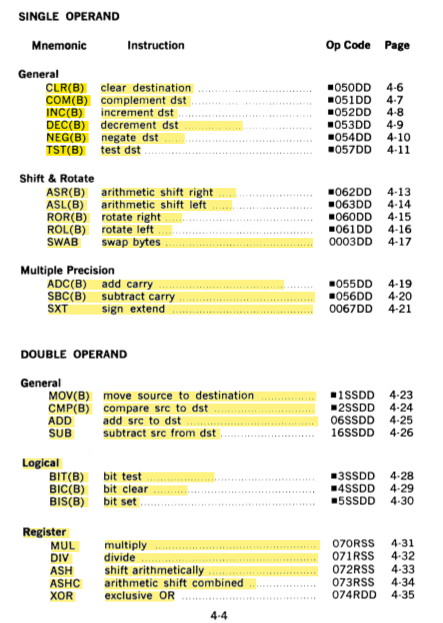 SINGLE OPERAND
Mnemonic Instruction Op Code Page
General
CLR(B) clear destination ■050DD 4-6
COM(B) complement dst ■051DD 4-7
INC(B) increment dst ■052DD 4-8
DEC(B) decrement dst ■053DD 4-9
NEG(B) negate dst ■054DD 4-10
TST(B) test dst ■057DD 4-11
Shift & Rotate
ASR(B) arithmetic shift right ■062DD 4-13
ASL(B) arithmetic shift left ■063DD 4-14
ROR(B) rotate right ■060DD 4-15
ROL(B) rotate left ■061DD 4-16
SWAB swap bytes 0003DD 4-17
Multiple Precision
ADC(B) add carry ■055DD 4-19
SBC(B) subtract carry ■056DD 4-20
SXT sign extend 0067DD 4-21
DOUBLE OPERAND
General
MOV(B) move source to destination ■1SSDD 4-23
CMP(B) compare src to dst ■2SSDD 4-24
ADD add src to dst 06SSDD 4-25
SUB subtract src from dst 16SSDD 4-26
Logical
BIT(B) bit test ■3SSDD 4-28
BIC(B) bit clear ■4SSDD 4-29
BIS(B) bit set ■5SSDD 4-30
Register
MUL multiply 070RSS 4-31
DIV divide 071RSS 4-32
ASH shift arithmetically 072RSS 4-33
ASHC arithmetic shift combined 073RSS 4-34
XOR exclusive OR 074RDD 4-35
4-4